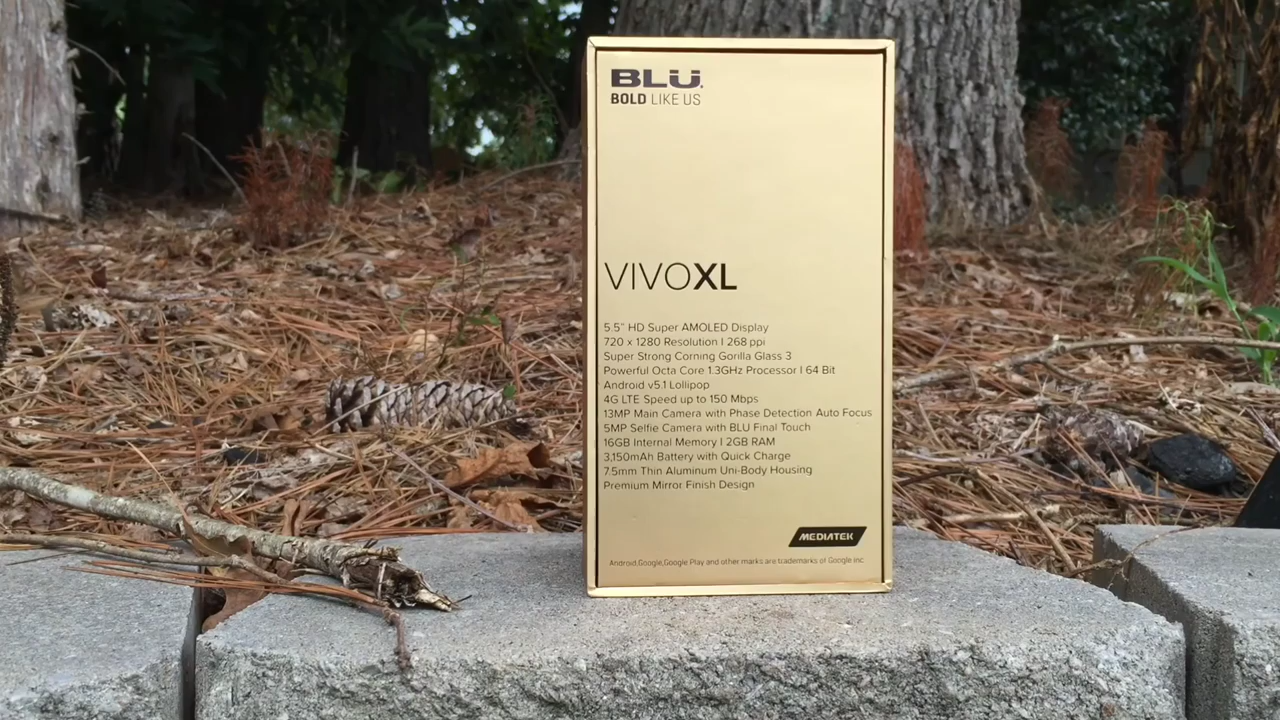 BLU
BOLD LIKE US
VIVOXL
5.5" HD Super AMOLED Display
720 x 1280 Resolution | 268 ppi
Super Strong Corning Gorilla Glass 3
Powerful Octa Core 1.3GHz Processor | 64 Bit
Android v5.1 Lollipop
4G LTE Speed up to 150 Mbps
13MP Main Camera with Phase Detection Auto Focus
5MP Selfie Camera with BLU Final Touch
16GB Internal Memory | 2GB RAM
3,150mAh Battery with Quick Charge
7.5mm Thin Aluminum Uni-Body Housing
Premium Mirror Finish Design
MEDIATEK
Android,Google,Google Play and other marks are trademarks of Google Inc